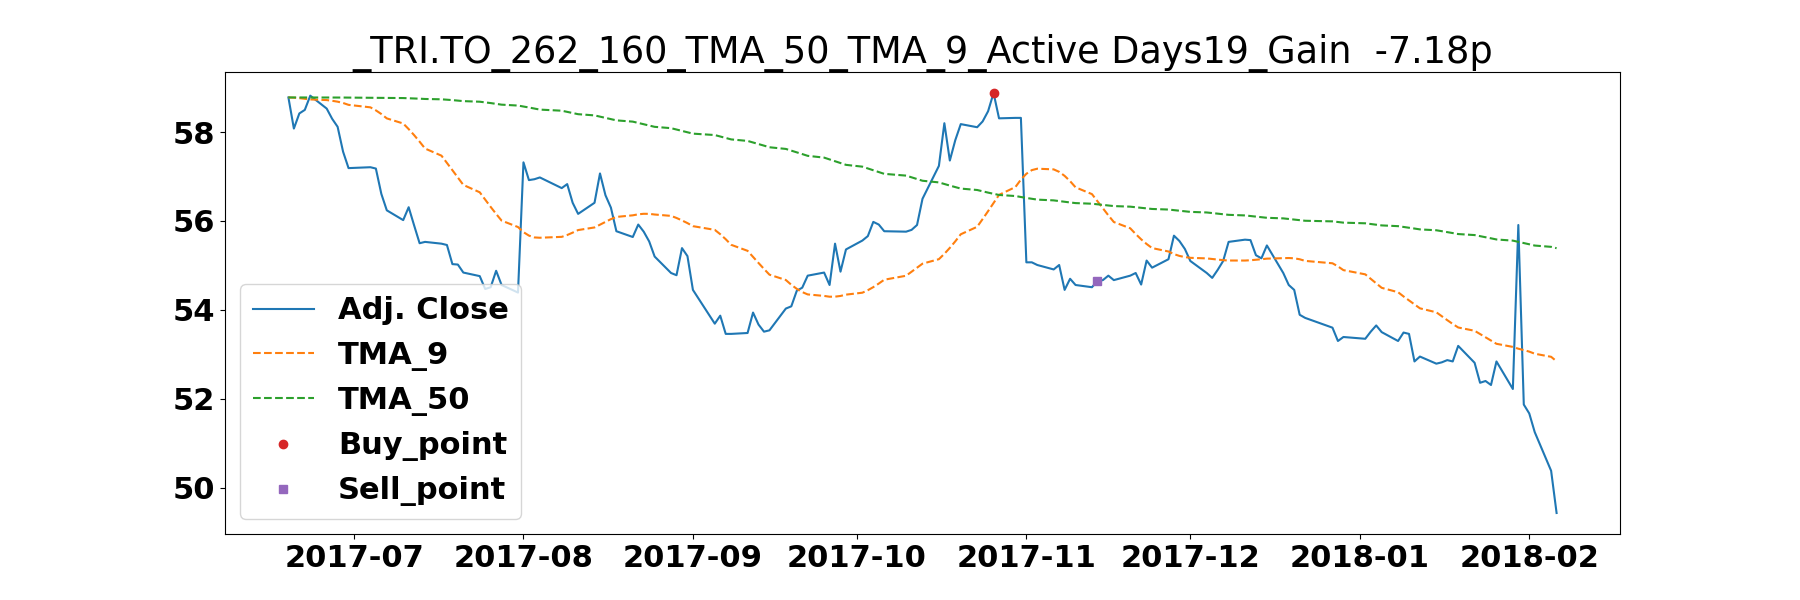 _TRI.TO_262_160_TMA_50_TMA_9_Active Days19_Gain  -7.18p
58
56
54
52
50
Adj. Close
TMA_9
TMA_50
Buy_point
Sell_point
2017-07 2017-08 2017-09 2017-10 2017-11 2017-12 2018-01 2018-02